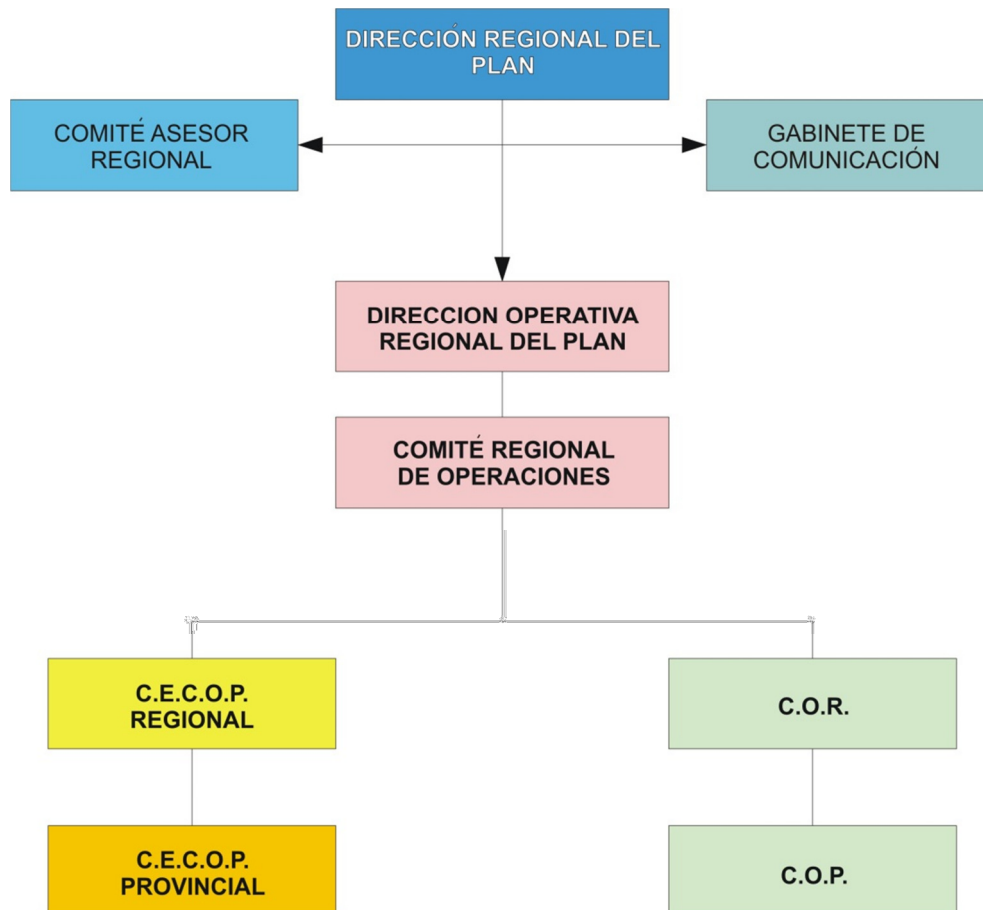 DIRECCIÓN REGIONAL DEL
PLAN
COMITÉ ASESOR
REGIONAL
GABINETE DE
COMUNICACIÓN
DIRECCION OPERATIVA
REGIONAL DEL PLAN
COMITÉ REGIONAL
DE OPERACIONES
C.E.C.O.P.
REGIONAL
C.O.R.
C.E.C.O.P.
PROVINCIAL
C.O.P.